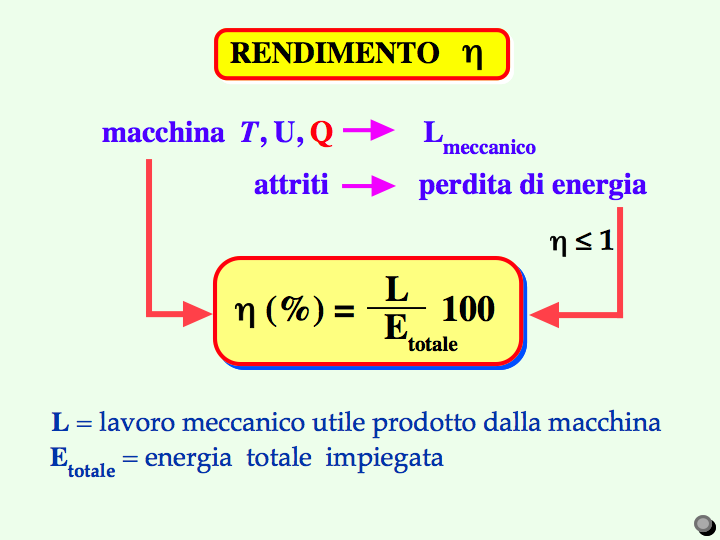 RENDIMENTO η
macchina T, U, Q → L meccanico
attriti → perdita di energia
η ≤ 1
η (%) = L / E totale 100
L = lavoro meccanico utile prodotto dalla macchina
E totale = energia totale impiegata